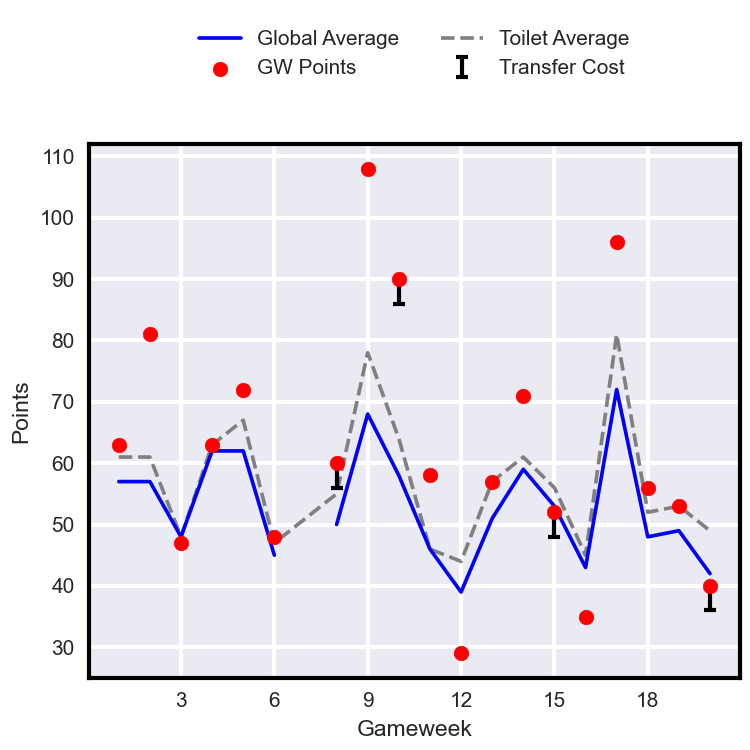 Global Average
GW Points
Toilet Average
Transfer Cost
110
100
90
80
70
60
50
40
30
Points
3 6 9 12 15 18
Gameweek